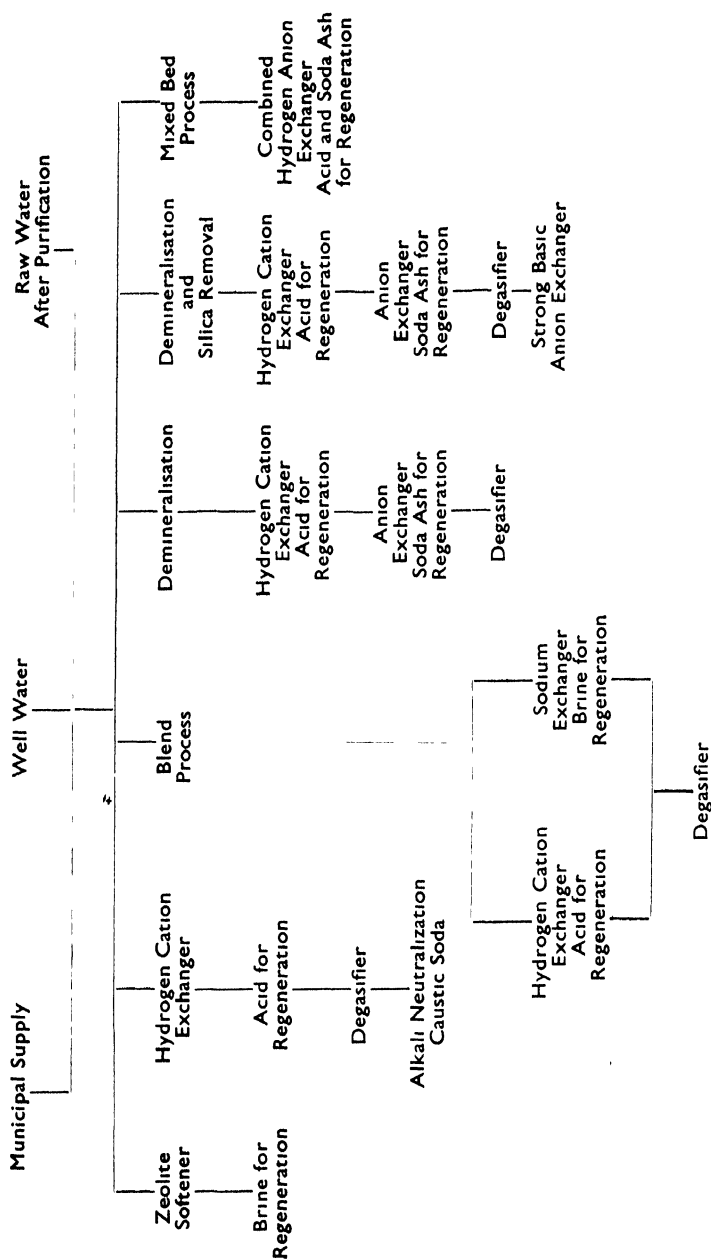 Municipal Supply
Well Water
Raw Water
After Purification
Zeolite
Softener
Brine for
Regeneration
Hydrogen Cation
Exchanger
Acid for
Regeneration
Degasifier
Alkali Neutralization
Caustic Soda
Blend
Process
Hydrogen Cation
Exchanger
Acid for
Regeneration
Sodium
Exchanger
Brine for
Regeneration
Degasifier
Demineralisation
Hydrogen Cation
Exchanger
Acid for
Regeneration
Anion
Exchanger
Soda Ash for
Regeneration
Degasifier
Demineralisation
and
Silica Removal
Hydrogen Cation
Exchanger
Acid for
Regeneration
Anion
Exchanger
Soda Ash for
Regeneration
Degasifier
Strong Basic
Anion Exchanger
Mixed Bed
Process
Combined
Hydrogen Anion
Exchanger
Acid and Soda Ash
for Regeneration